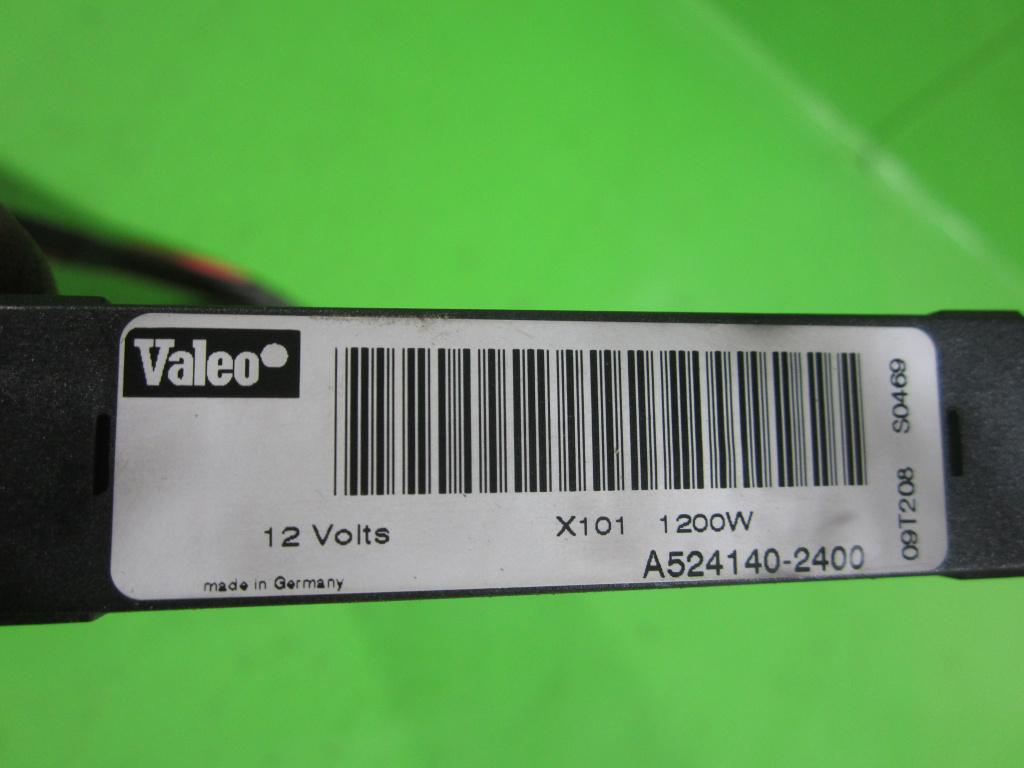 Valeo
12 Volts
X101 1200W
A524140-2400
made in Germany
09T208 S0469